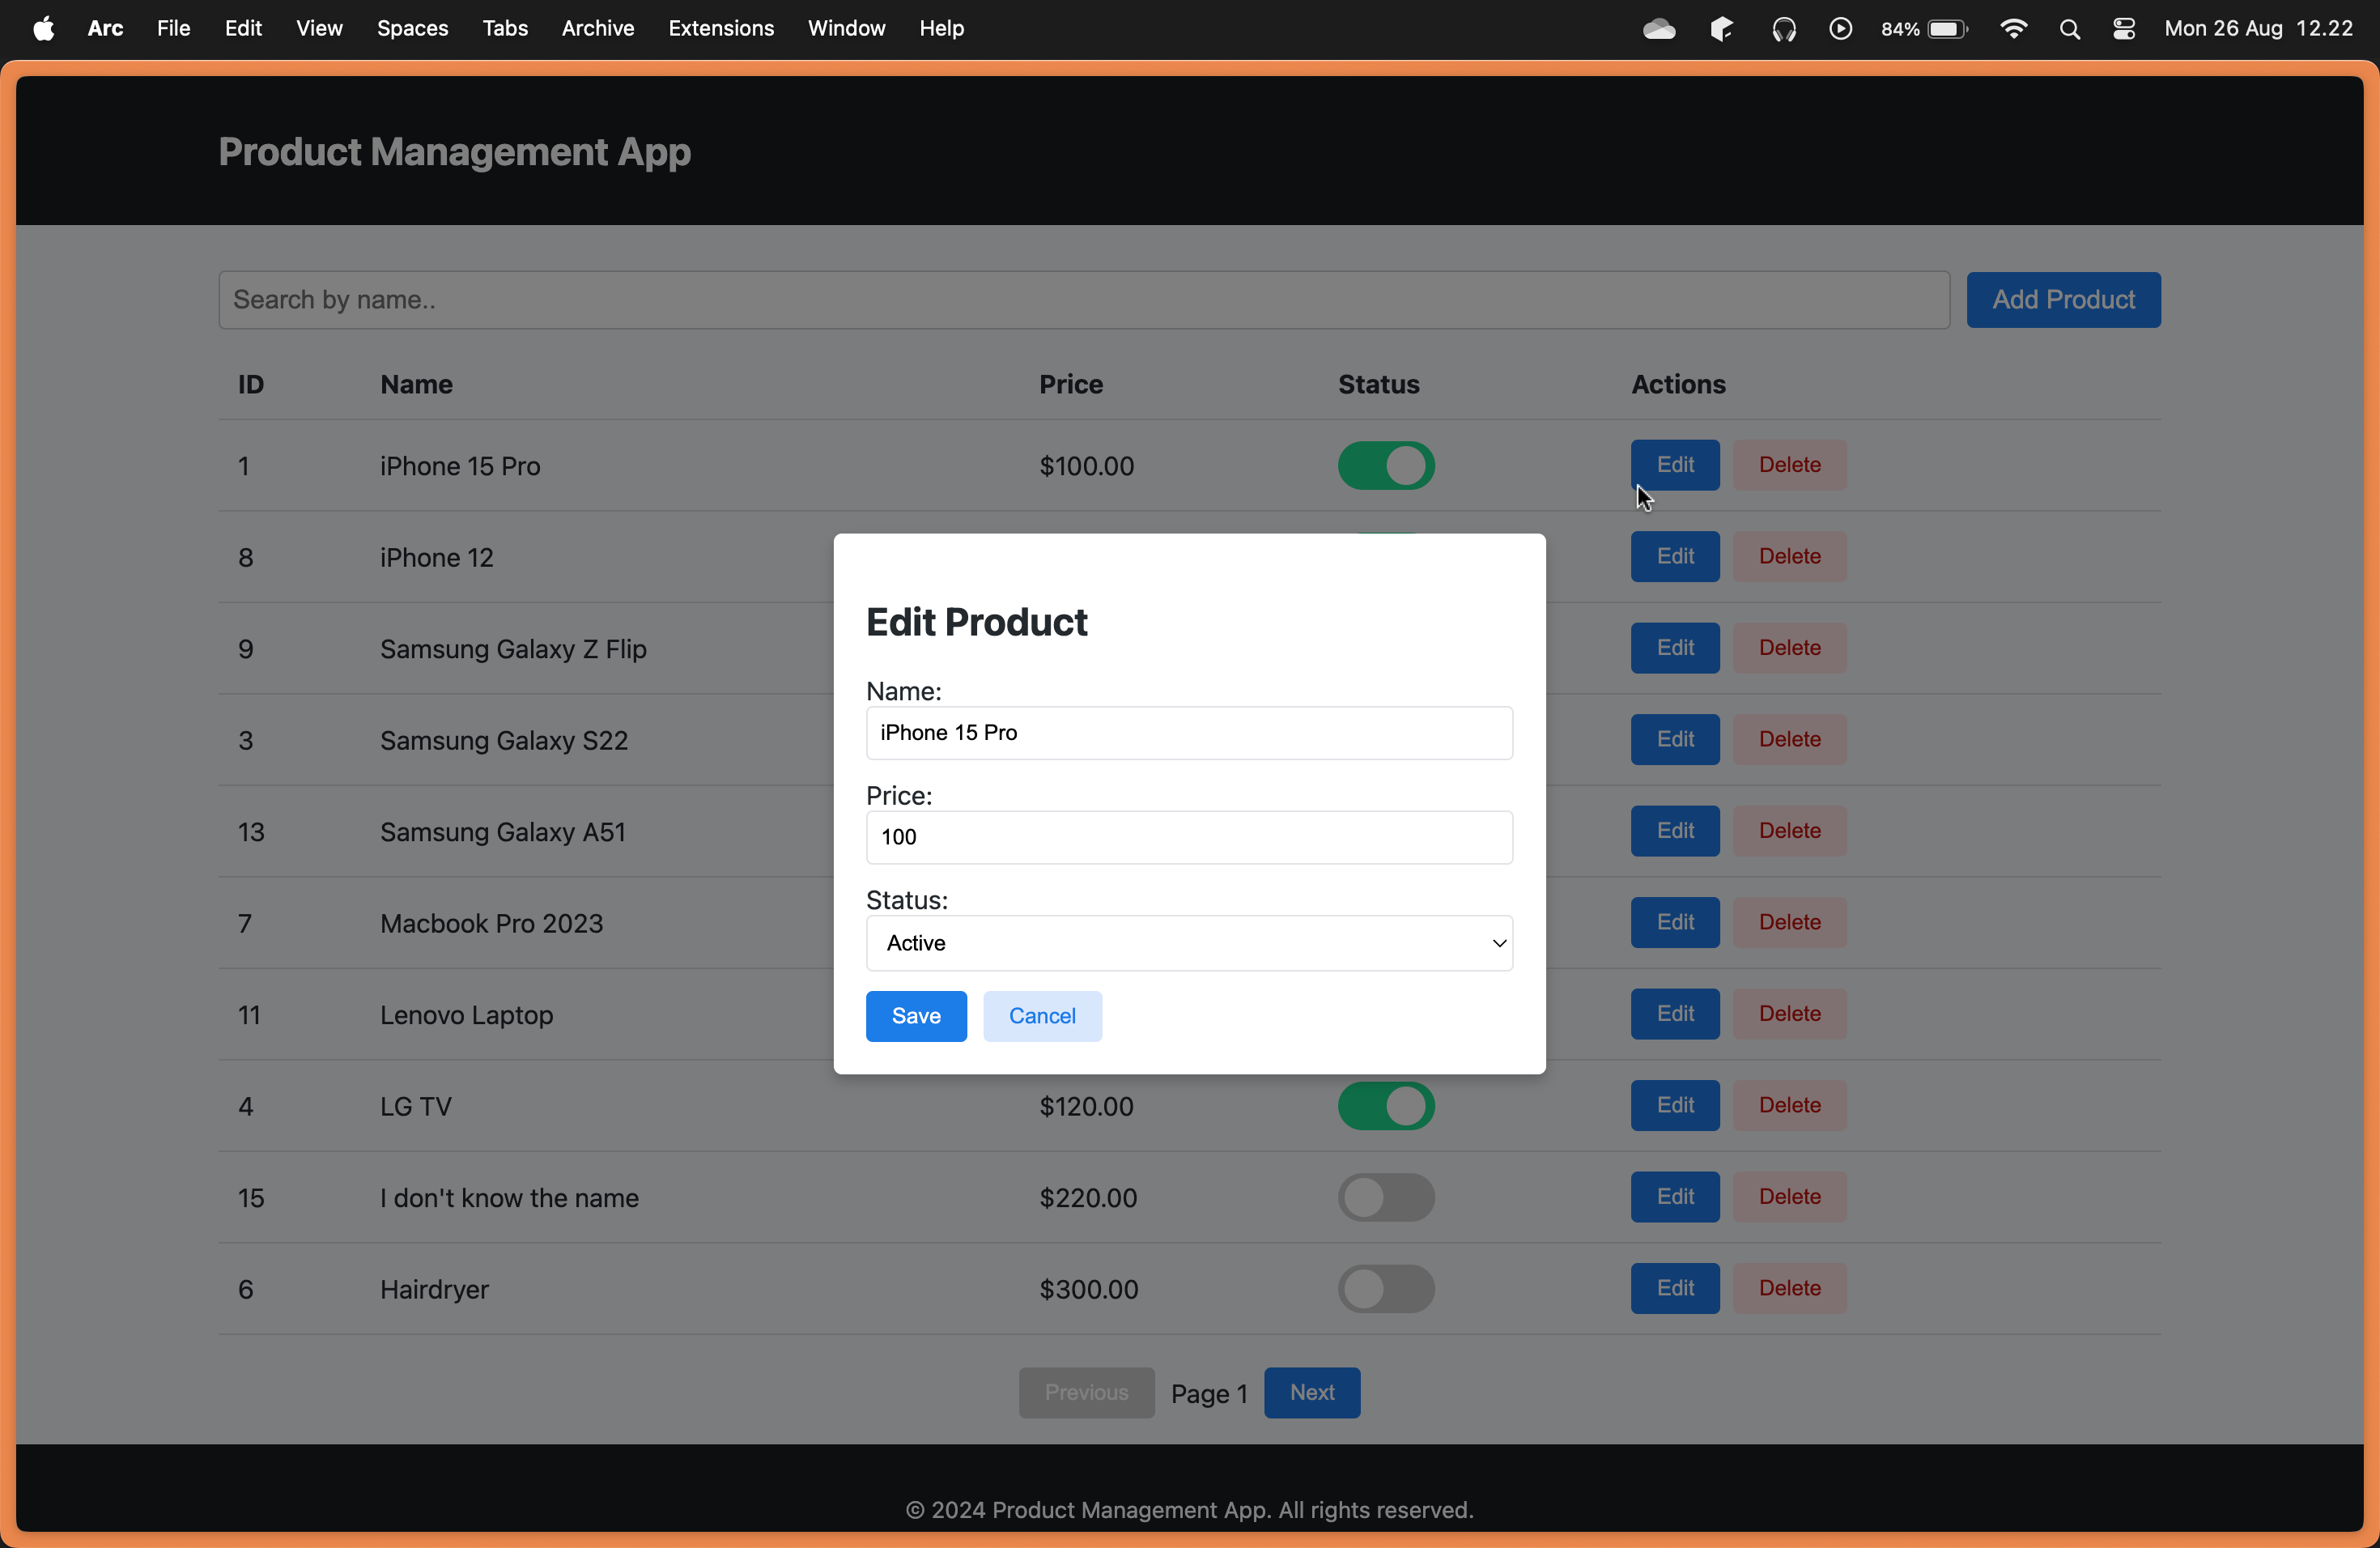 Arc File Edit View Spaces Tabs Archive Extensions Window Help 84% Mon 26 Aug 12.22
Product Management App
Search by name.. Add Product
ID Name Price Status Actions
1 iPhone 15 Pro $100.00 Edit Delete
8 iPhone 12 Edit Delete
9 Samsung Galaxy Z Flip Edit Delete
3 Samsung Galaxy S22 Edit Delete
13 Samsung Galaxy A51 Edit Delete
7 Macbook Pro 2023 Edit Delete
11 Lenovo Laptop Edit Delete
4 LG TV $120.00 Edit Delete
15 I don't know the name $220.00 Edit Delete
6 Hairdryer $300.00 Edit Delete
Edit Product
Name:
iPhone 15 Pro
Price:
100
Status:
Active
Save Cancel
Previous Page 1 Next
© 2024 Product Management App. All rights reserved.